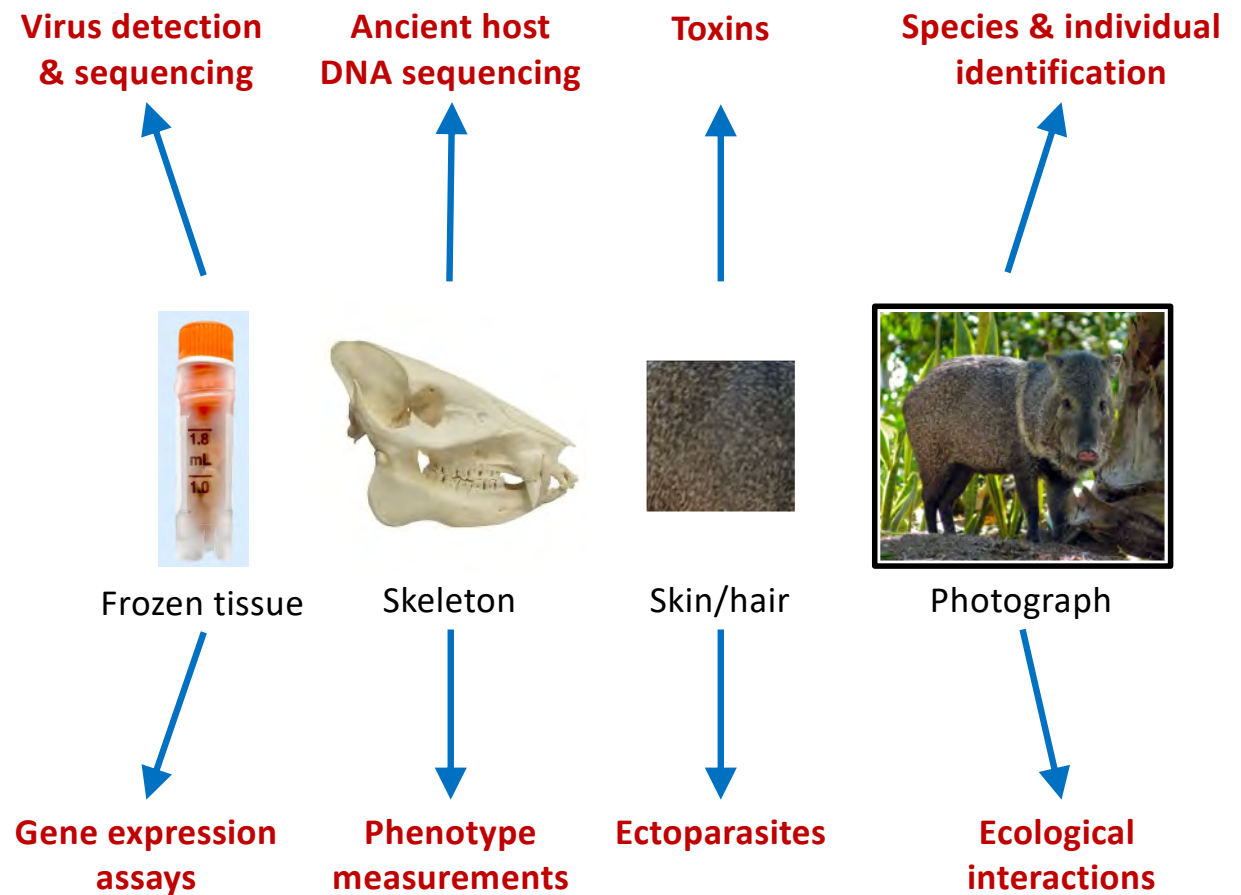 Virus detection
& sequencing
Ancient host
DNA sequencing
Toxins
Species & individual
identification
1.8
mL
1.0
Frozen tissue
Skeleton
Skin/hair
Photograph
Gene expression
assays
Phenotype
measurements
Ectoparasites
Ecological
interactions